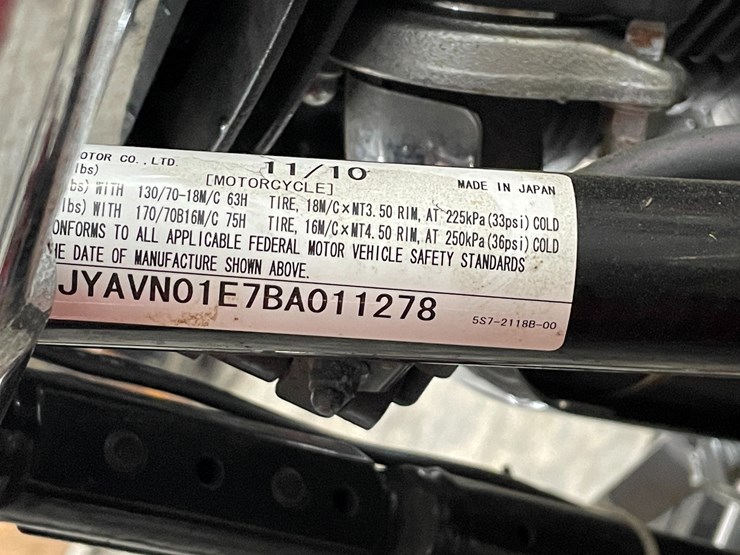 OTOR CO., LTD. 11/10
lbs) [MOTORCYCLE] MADE IN JAPAN
bs) WITH 130/70-18M/C 63H TIRE, 18M/C×MT3.50 RIM, AT 225kPa(33psi) COLD
lbs) WITH 170/70B16M/C 75H TIRE, 16M/C×MT4.50 RIM, AT 250kPa(36psi) COLD
ONFORMS TO ALL APPLICABLE FEDERAL MOTOR VEHICLE SAFETY STANDARDS
HE DATE OF MANUFACTURE SHOWN ABOVE.
JYAVN01E7BA011278 5S7-2118B-00